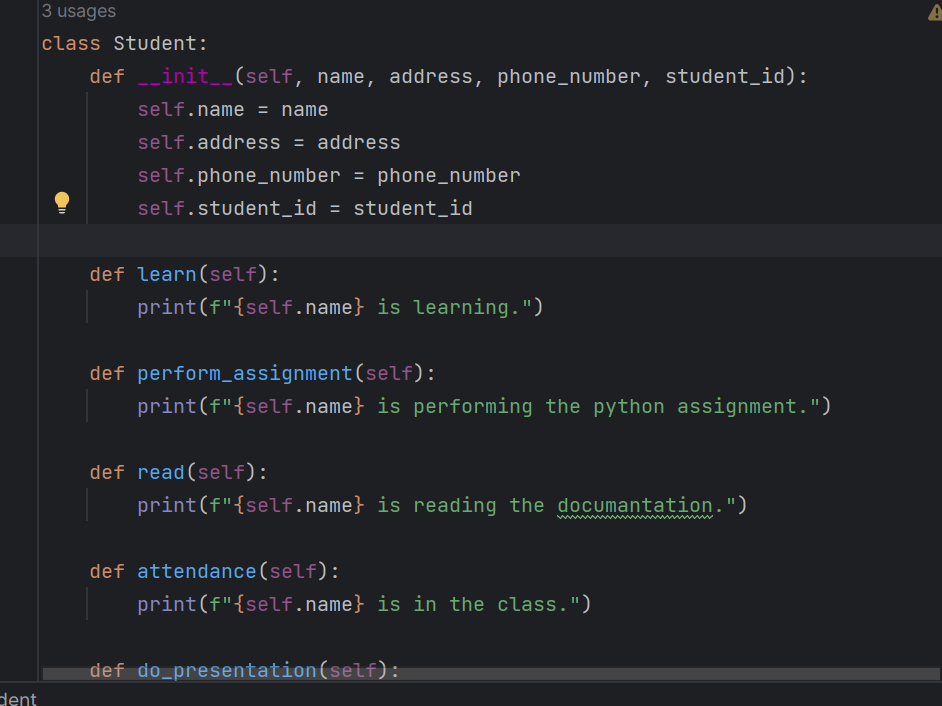 3 usages
class Student:
    def __init__(self, name, address, phone_number, student_id):
        self.name = name
        self.address = address
        self.phone_number = phone_number
        self.student_id = student_id
    def learn(self):
        print(f"{self.name} is learning.")
    def perform_assignment(self):
        print(f"{self.name} is performing the python assignment.")
    def read(self):
        print(f"{self.name} is reading the documantation.")
    def attendance(self):
        print(f"{self.name} is in the class.")
    def do_presentation(self):
dent